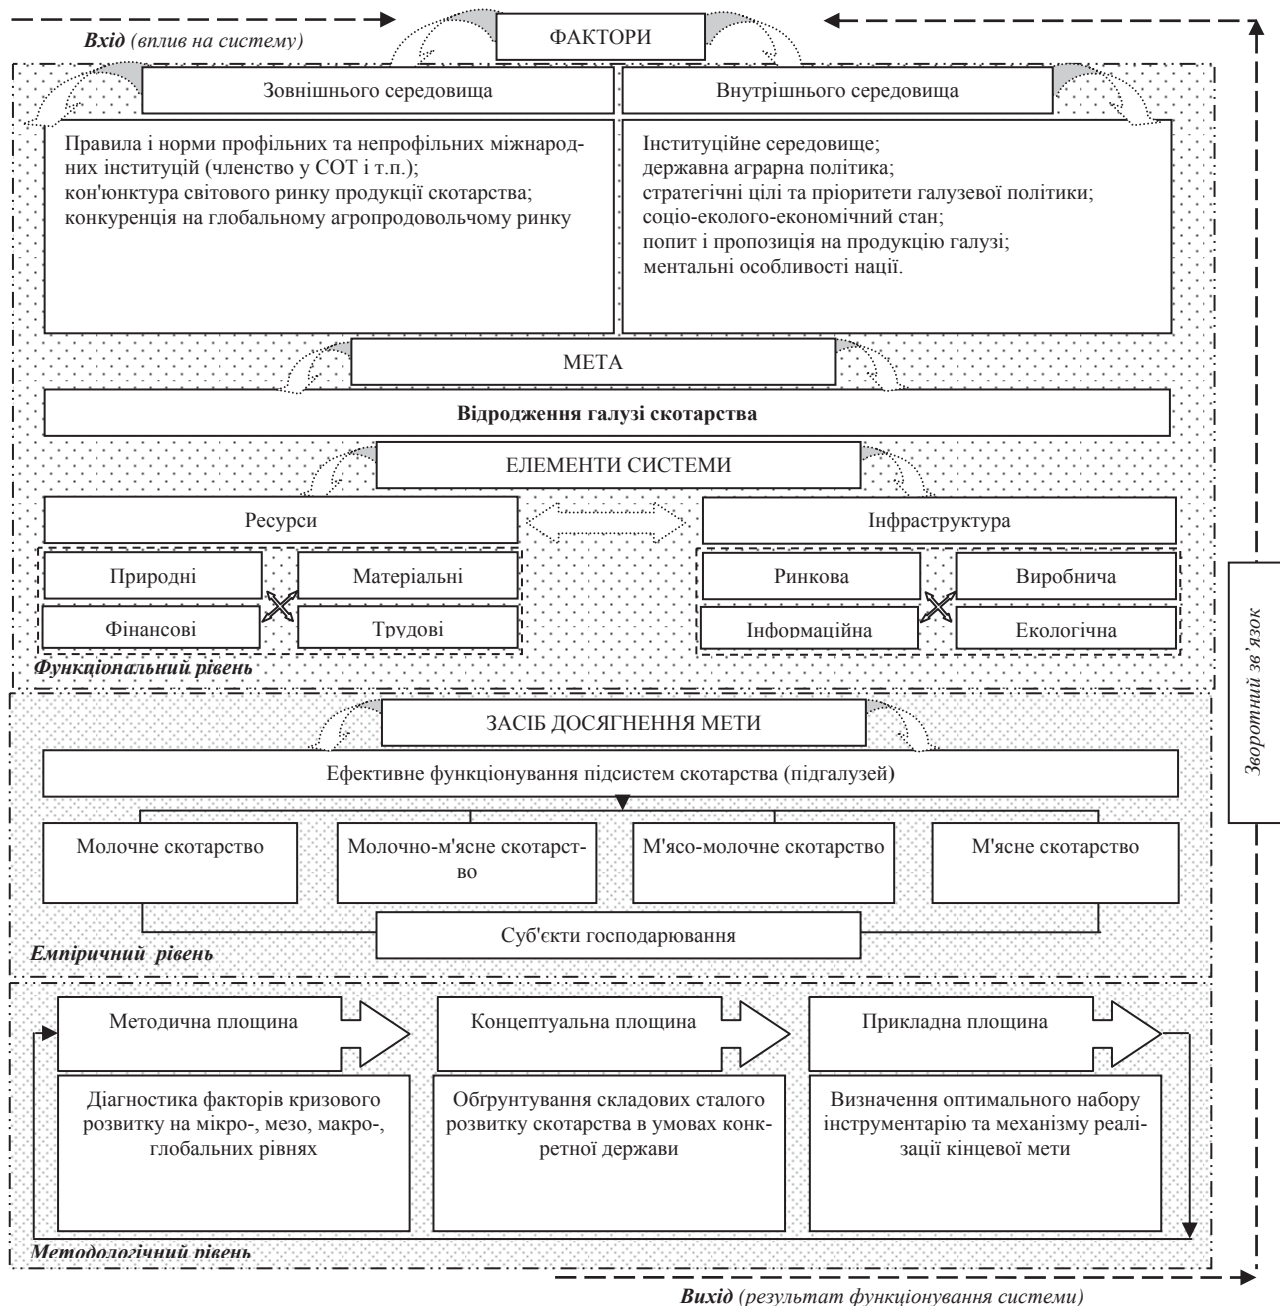 Вхід (вплив на систему)
ФАКТОРИ
Зовнішнього середовища
Внутрішнього середовища
Правила і норми профільних та непрофільних міжнарод-
них інституцій (членство у СОТ і т.п.);
кон'юнктура світового ринку продукції скотарства;
конкуренція на глобальному агропродовольчому ринку
Інституційне середовище;
державна аграрна політика;
стратегічні цілі та пріоритети галузевої політики;
соціо-еколого-економічний стан;
попит і пропозиція на продукцію галузі;
ментальні особливості нації.
МЕТА
Відродження галузі скотарства
ЕЛЕМЕНТИ СИСТЕМИ
Ресурси
Інфраструктура
Природні
Матеріальні
Ринкова
Виробнича
Фінансові
Трудові
Інформаційна
Екологічна
Функціональний рівень
Зворотний зв'язок
ЗАСІБ ДОСЯГНЕННЯ МЕТИ
Ефективне функціонування підсистем скотарства (підгалузей)
Молочне скотарство
Молочно-м'ясне скотарст-
во
М'ясо-молочне скотарство
М'ясне скотарство
Суб'єкти господарювання
Емпіричний рівень
Методична площина
Концептуальна площина
Прикладна площина
Діагностика факторів кризового
розвитку на мікро-, мезо, макро-,
глобальних рівнях
Обґрунтування складових сталого
розвитку скотарства в умовах конк-
ретної держави
Визначення оптимального набору
інструментарію та механізму реалі-
зації кінцевої мети
Методологічний рівень
Вихід (результат функціонування системи)